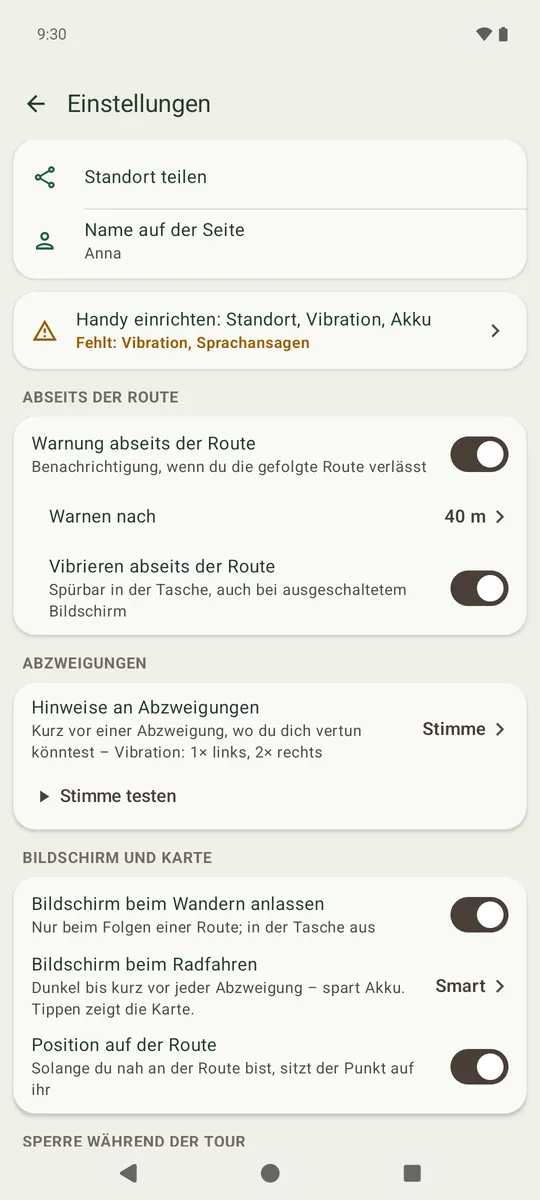 9:30
Einstellungen
Standort teilen
Name auf der Seite
Anna
Handy einrichten: Standort, Vibration, Akku
Fehlt: Vibration, Sprachansagen
ABSEITS DER ROUTE
Warnung abseits der Route
Benachrichtigung, wenn du die gefolgte Route verlässt
Warnen nach
40 m
Vibrieren abseits der Route
Spürbar in der Tasche, auch bei ausgeschaltetem
Bildschirm
ABZWEIGUNGEN
Hinweise an Abzweigungen
Kurz vor einer Abzweigung, wo du dich vertun
könntest – Vibration: 1× links, 2× rechts
Stimme
Stimme testen
BILDSCHIRM UND KARTE
Bildschirm beim Wandern anlassen
Nur beim Folgen einer Route; in der Tasche aus
Bildschirm beim Radfahren
Dunkel bis kurz vor jeder Abzweigung – spart Akku.
Tippen zeigt die Karte.
Smart
Position auf der Route
Solange du nah an der Route bist, sitzt der Punkt auf
ihr
SPERRE WÄHREND DER TOUR